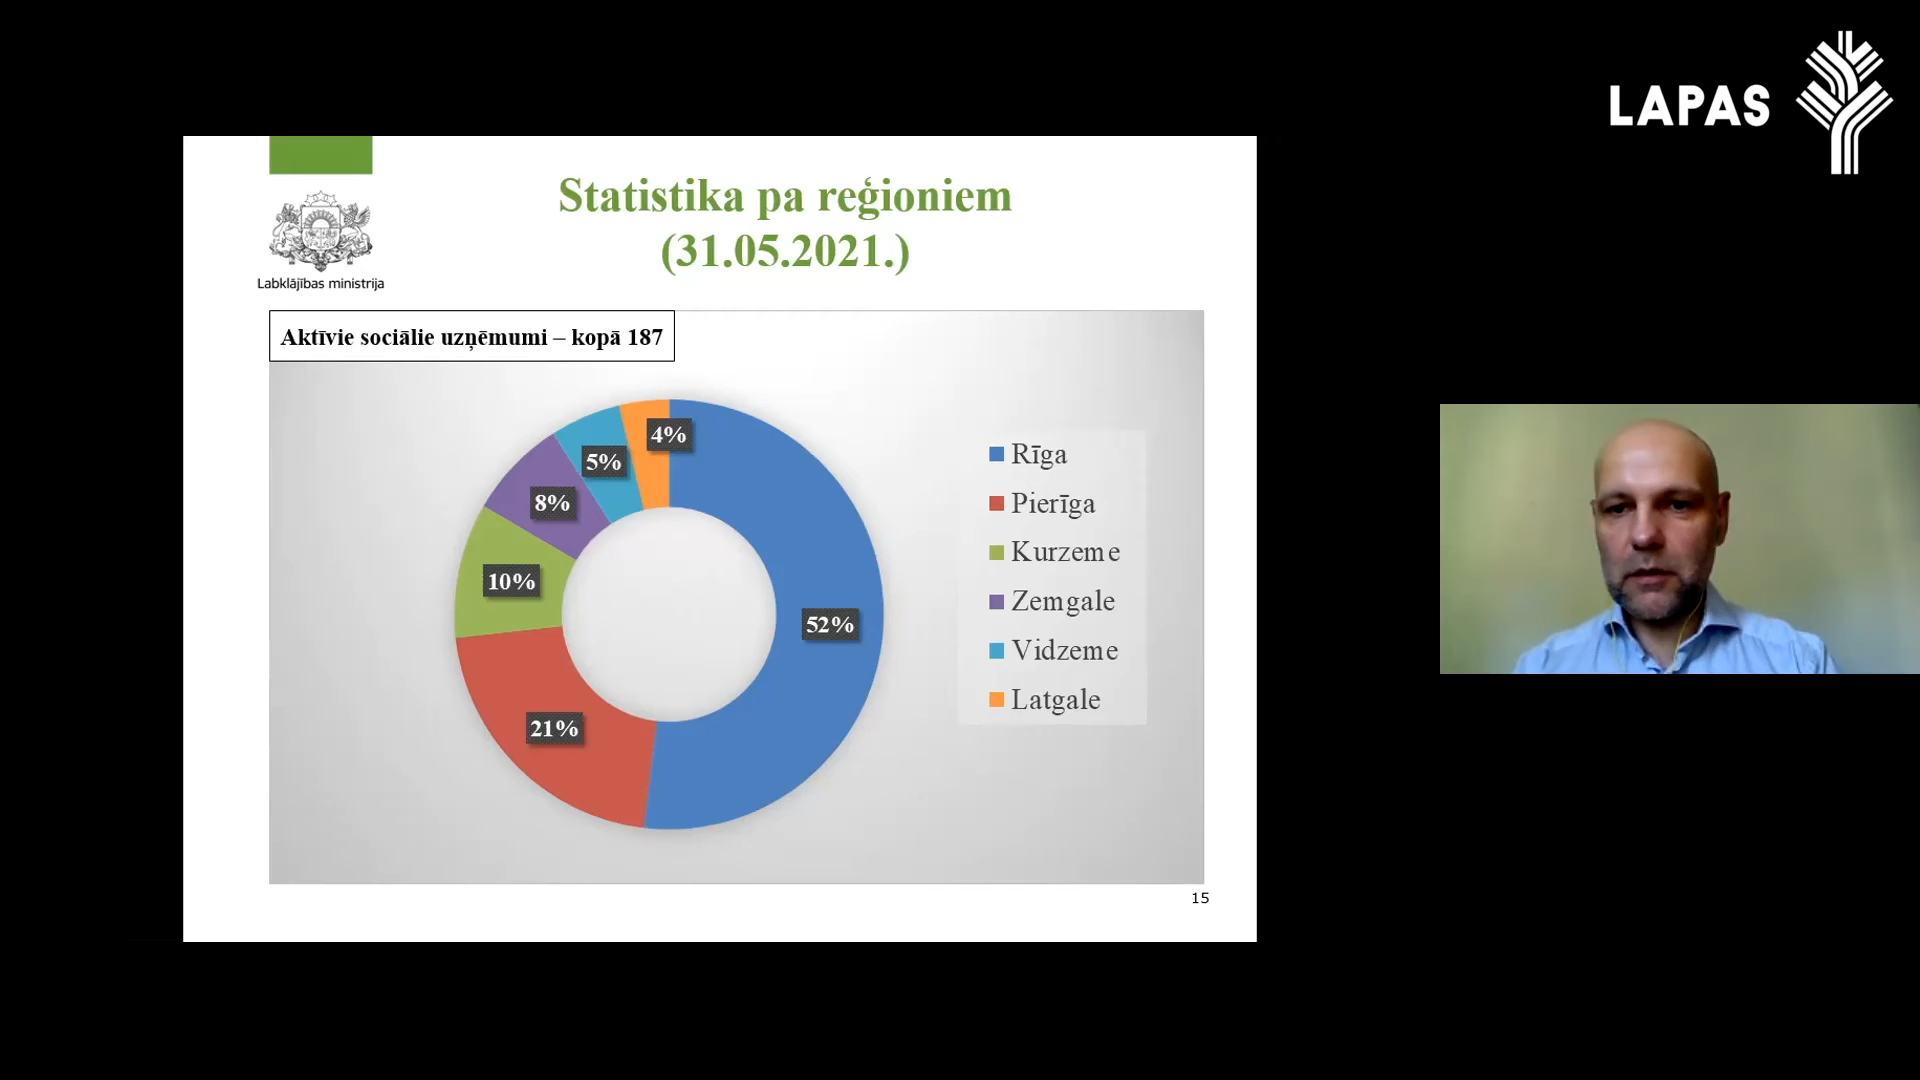 LAPAS
Statistika pa reģioniem
(31.05.2021.)
Labklājības ministrija
Aktīvie sociālie uzņēmumi – kopā 187
4%
5%
8%
10%
52%
21%
Rīga
Pierīga
Kurzeme
Zemgale
Vidzeme
Latgale
15